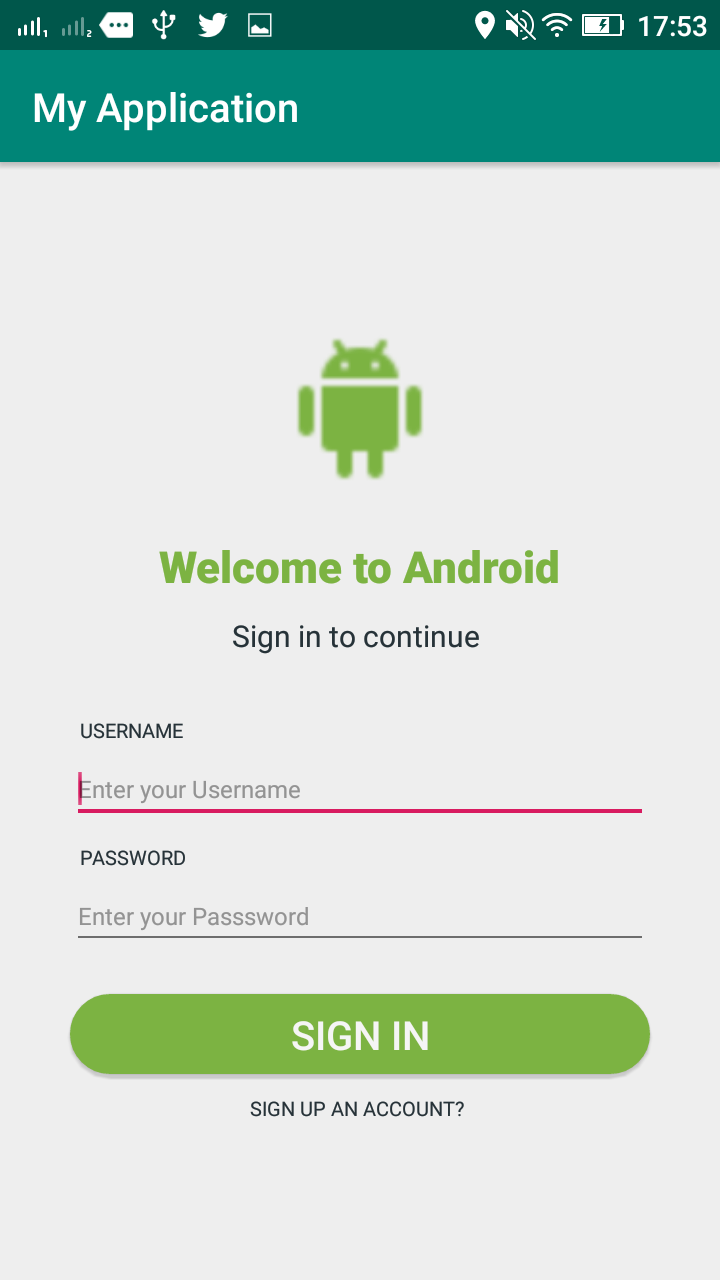 17:53
My Application
Welcome to Android
Sign in to continue
USERNAME
Enter your Username
PASSWORD
Enter your Passsword
SIGN IN
SIGN UP AN ACCOUNT?